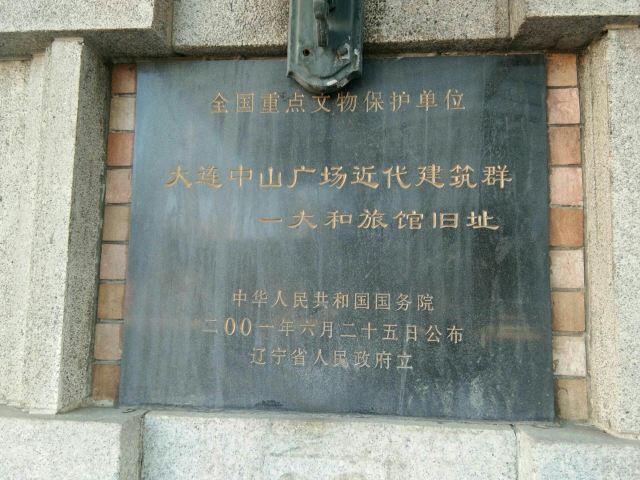 全国重点文物保护单位
大连中山广场近代建筑群
—大和旅馆旧址
中华人民共和国国务院
二00一年六月二十五日公布
辽宁省人民政府立